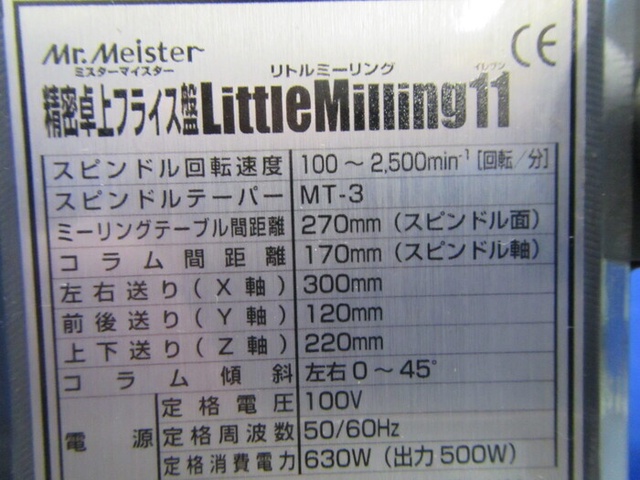 Mr.Meister
ミスターマイスター
CE
リトルミーリング
イレブン
精密卓上フライス盤LittleMilling11
スピンドル回転速度 100～2,500min⁻¹[回転／分]
スピンドルテーパー MT-3
ミーリングテーブル間距離 270mm(スピンドル面)
コラム間距離 170mm(スピンドル軸)
左右送り(X軸) 300mm
前後送り(Y軸) 120mm
上下送り(Z軸) 220mm
コラム傾斜 左右0～45°
電源 定格電圧 100V
定格周波数 50/60Hz
定格消費電力 630W(出力500W)